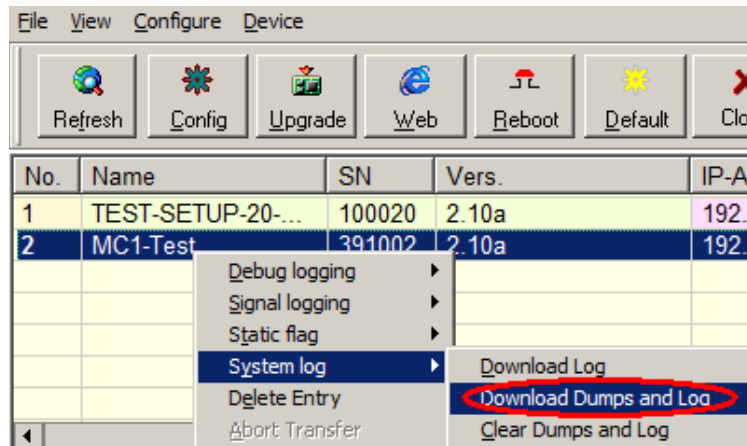 File View Configure Device
Refresh Config Upgrade Web Reboot Default
No. Name SN Vers. IP-A
1 TEST-SETUP-20-... 100020 2.10a 192.
2 MC1-Test 391002 2.10a 192.
Debug logging
Signal logging
Static flag
System log
Delete Entry
Abort Transfer
Download Log
Download Dumps and Log
Clear Dumps and Log